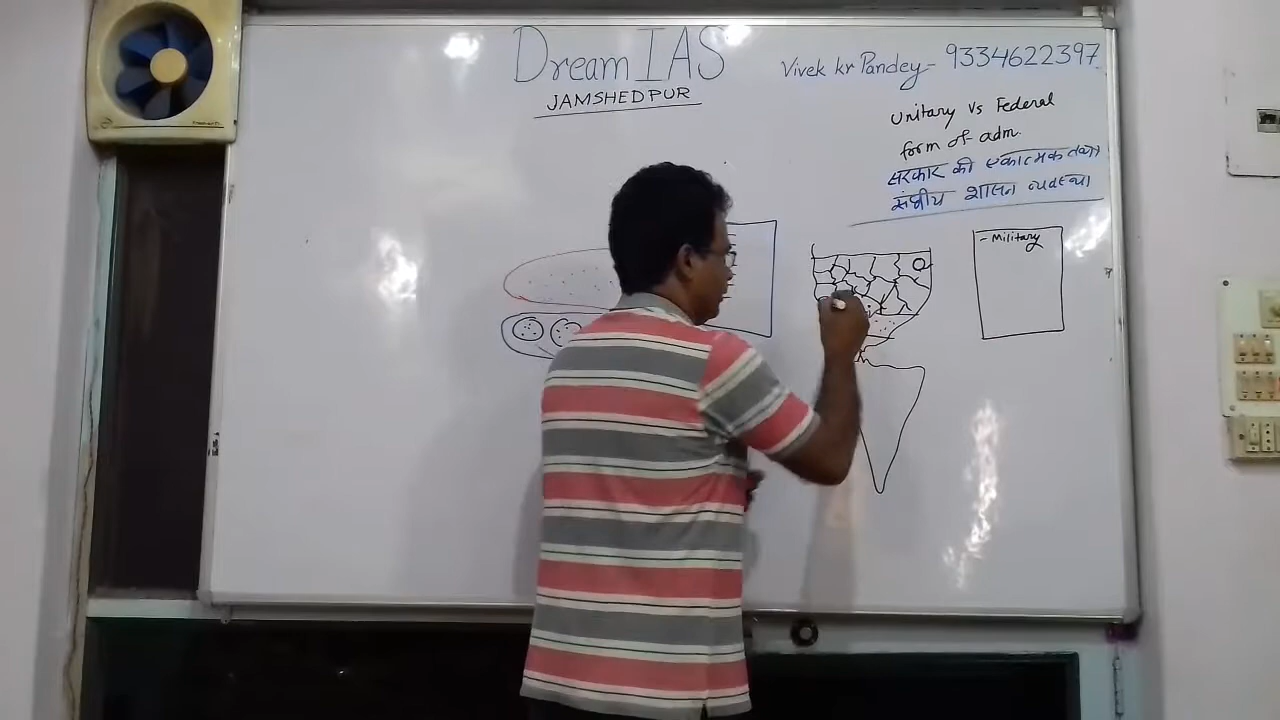 Dream IAS
JAMSHEDPUR
Vivek kr Pandey- 9334622397
Unitary Vs Federal
form of adm.
सरकार की एकात्मक तथा
संघीय शासन व्यवस्था
- Military